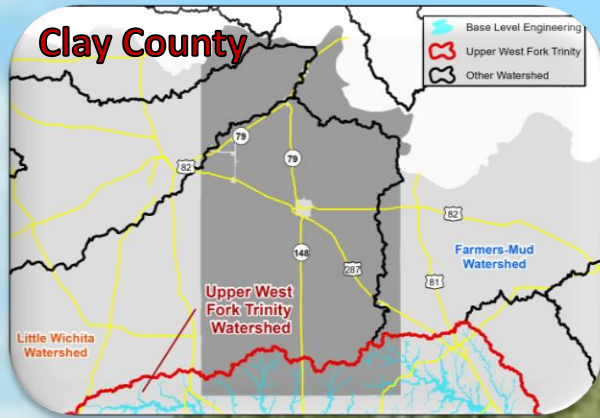 Clay County
Base Level Engineering
Upper West Fork Trinity
Other Watershed
79
82
79
82
148
287
81
Farmers-Mud
Watershed
Upper West
Fork Trinity
Watershed
Little Wichita
Watershed